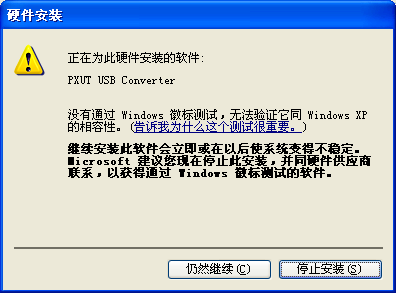 硬件安装
正在为此硬件安装的软件:
PXUT USB Converter
没有通过 Windows 徽标测试，无法验证它同 Windows XP
的相容性。(告诉我为什么这个测试很重要。)
继续安装此软件会立即或在以后使系统变得不稳定。
Microsoft 建议您现在停止此安装，并同硬件供应商
联系，以获得通过 Windows 徽标测试的软件。
仍然继续(C) 停止安装(S)